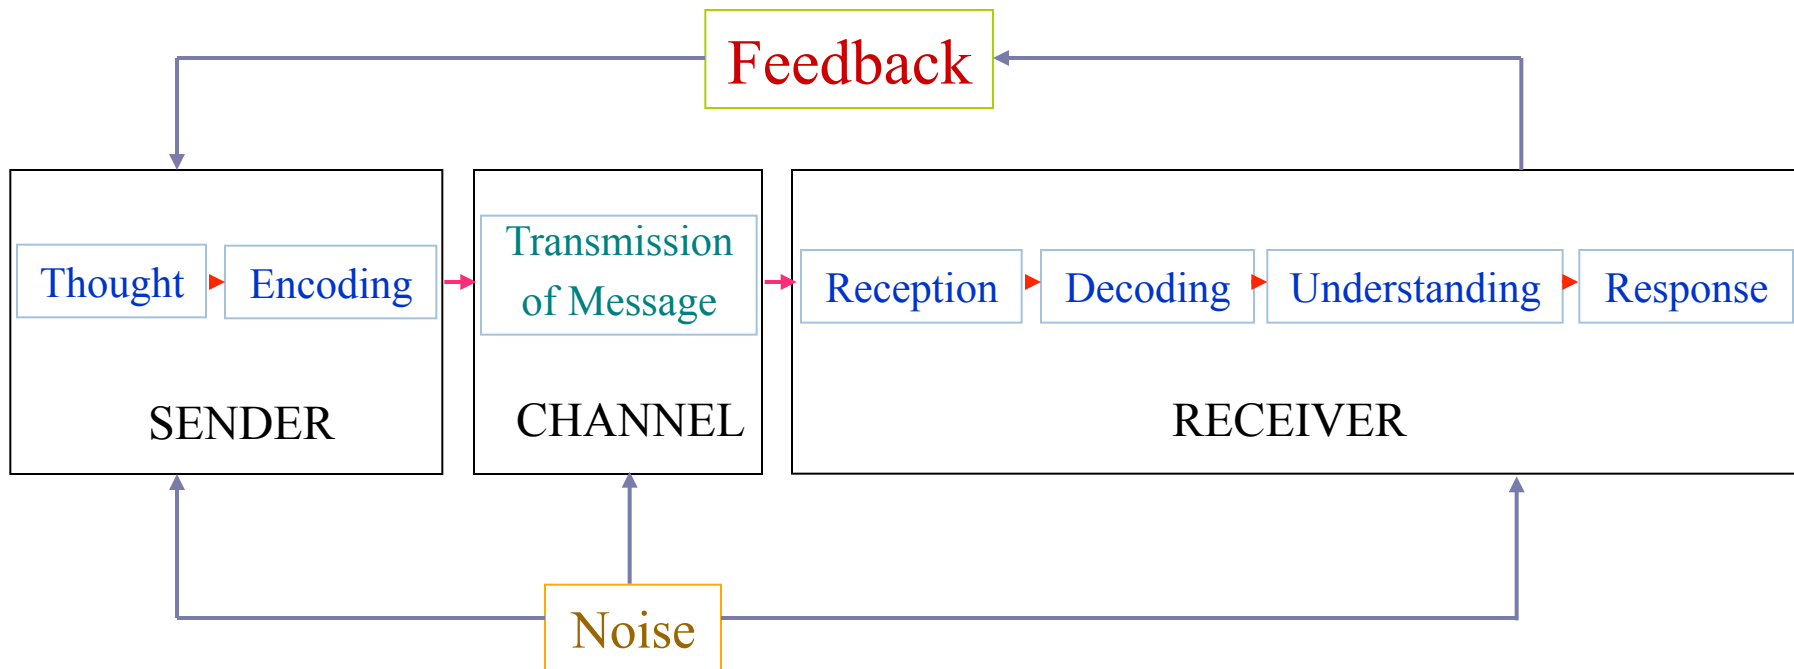 Feedback
Thought
Encoding
Transmission
of Message
Reception
Decoding
Understanding
Response
SENDER
CHANNEL
RECEIVER
Noise